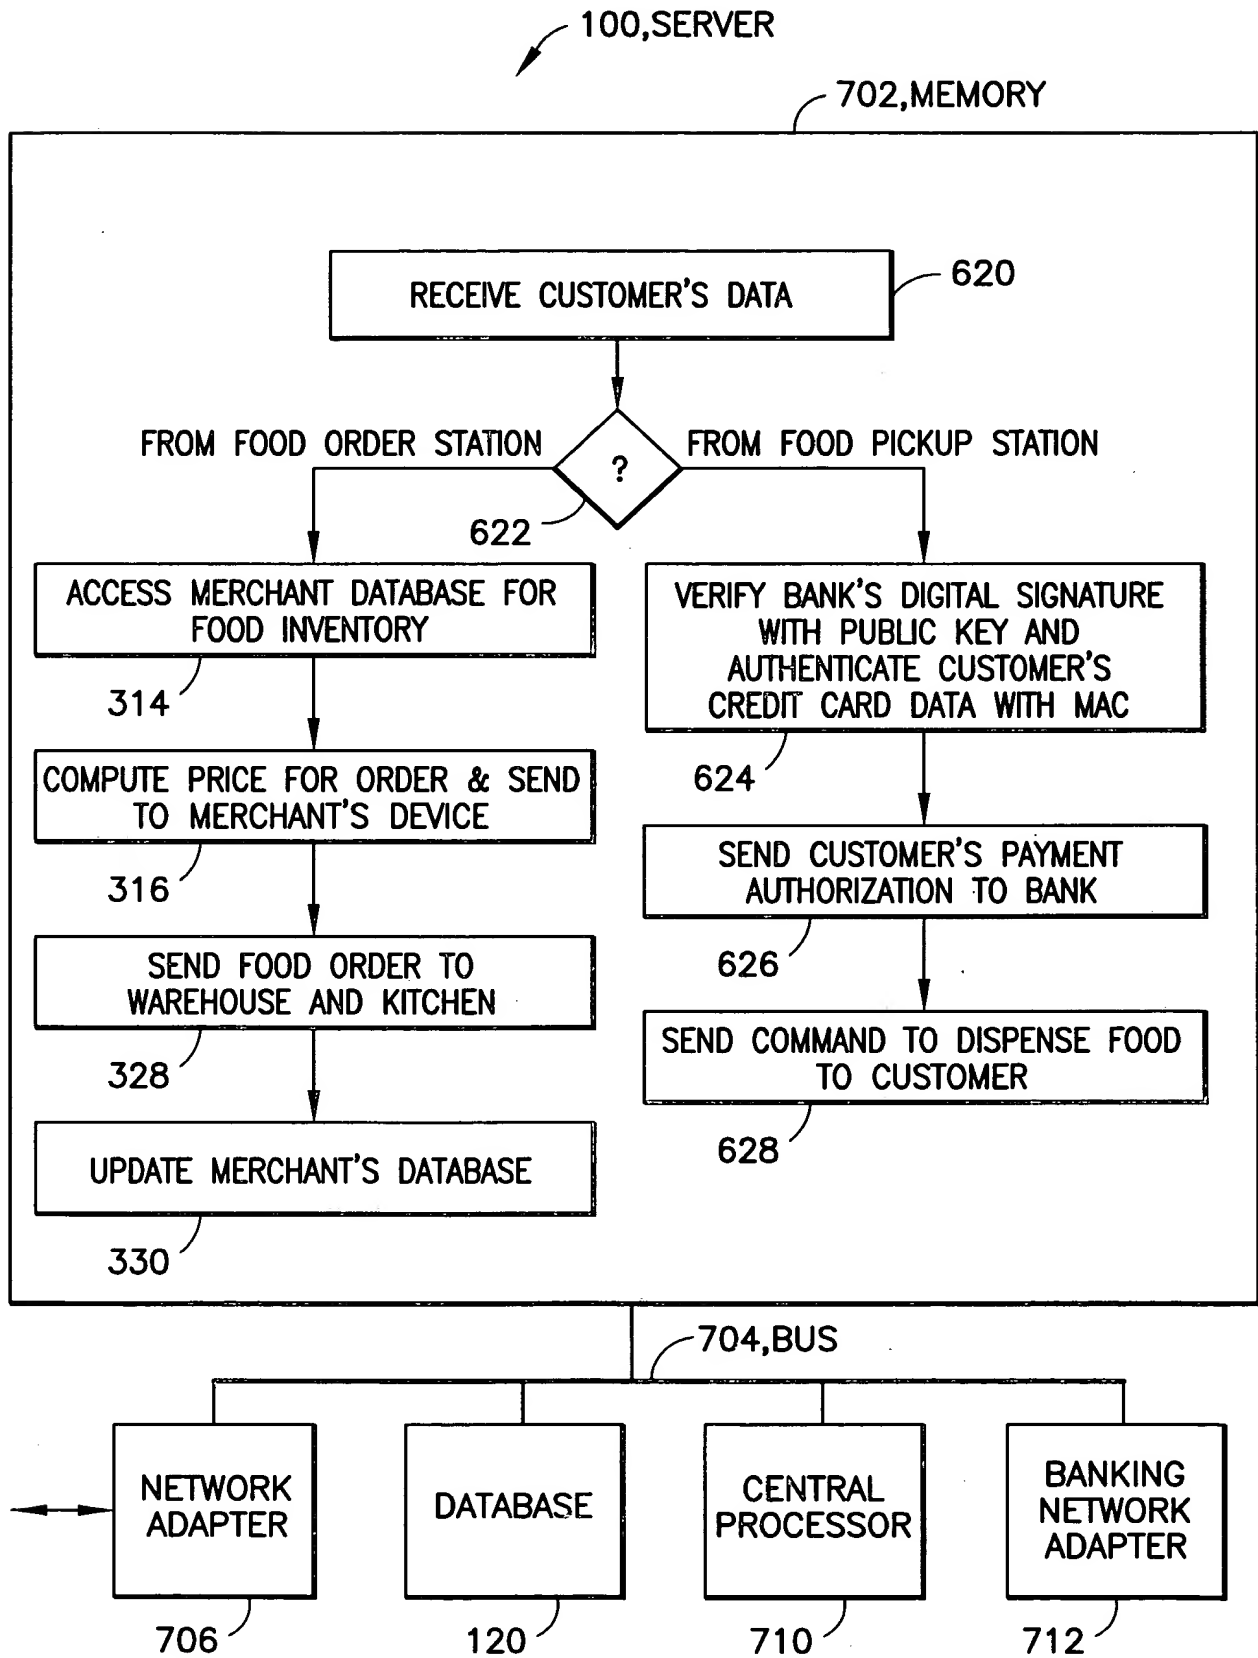 100,SERVER
702,MEMORY
RECEIVE CUSTOMER'S DATA
620
FROM FOOD ORDER STATION
?
FROM FOOD PICKUP STATION
622
ACCESS MERCHANT DATABASE FOR
FOOD INVENTORY
314
COMPUTE PRICE FOR ORDER & SEND
TO MERCHANT'S DEVICE
316
SEND FOOD ORDER TO
WAREHOUSE AND KITCHEN
328
UPDATE MERCHANT'S DATABASE
330
VERIFY BANK'S DIGITAL SIGNATURE
WITH PUBLIC KEY AND
AUTHENTICATE CUSTOMER'S
CREDIT CARD DATA WITH MAC
624
SEND CUSTOMER'S PAYMENT
AUTHORIZATION TO BANK
626
SEND COMMAND TO DISPENSE FOOD
TO CUSTOMER
628
704,BUS
NETWORK
ADAPTER
706
DATABASE
120
CENTRAL
PROCESSOR
710
BANKING
NETWORK
ADAPTER
712